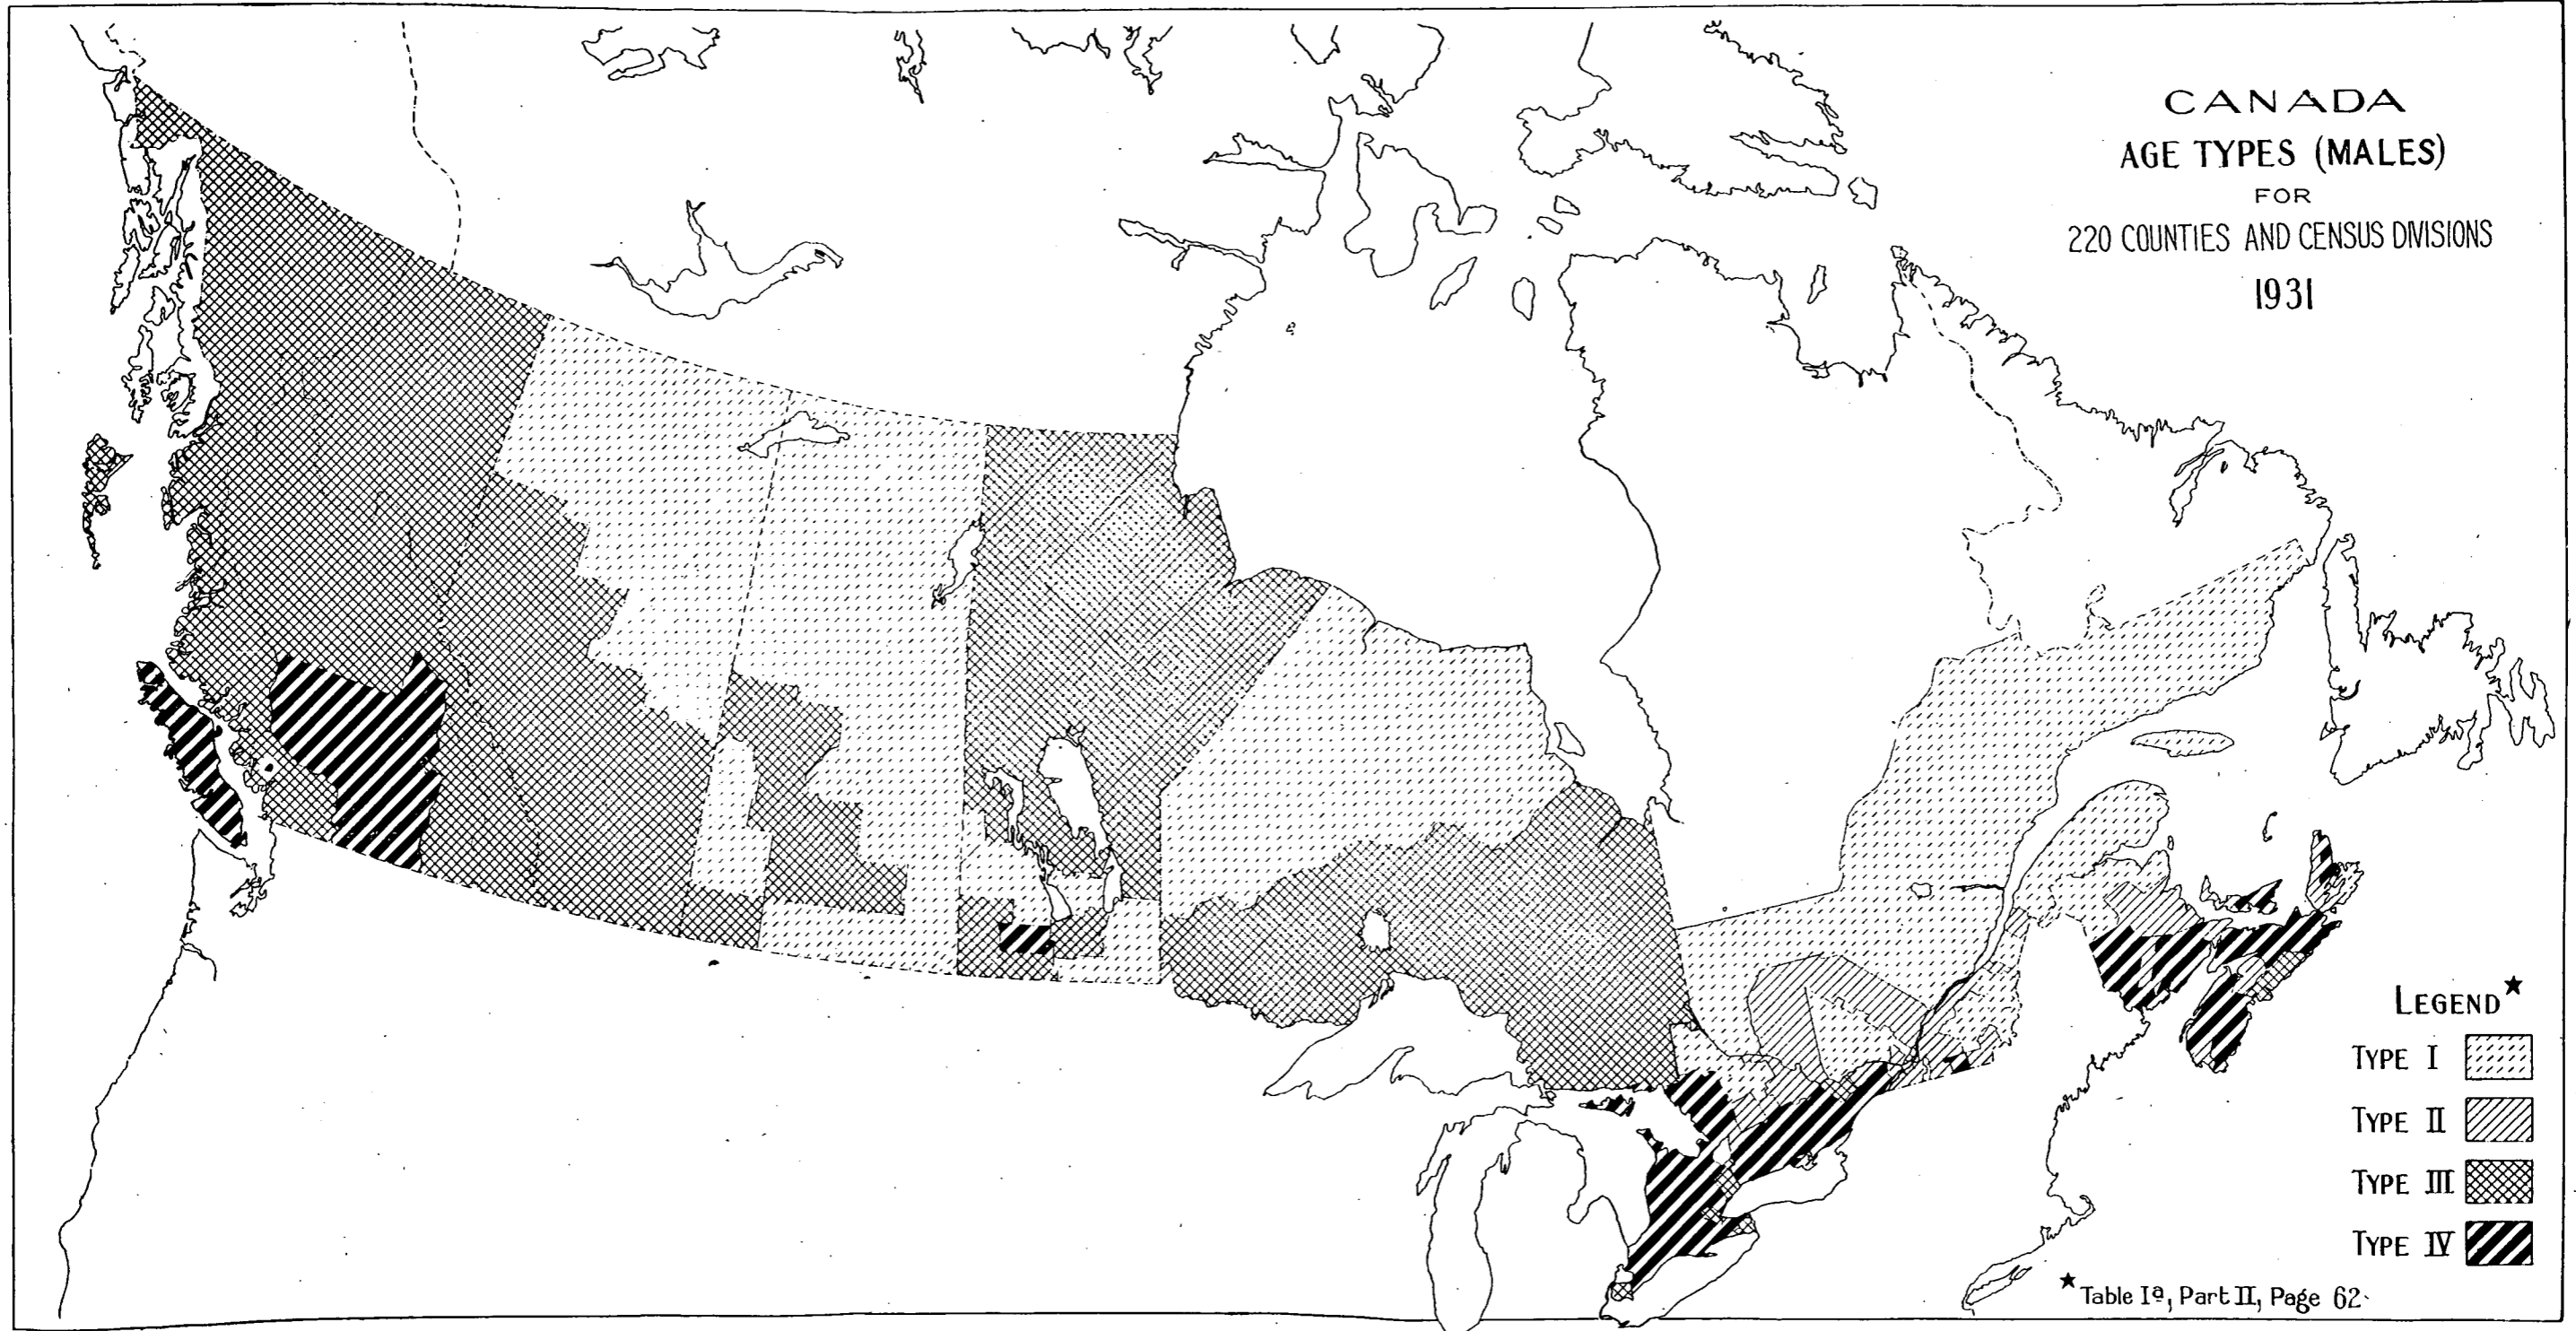 CANADA
AGE TYPES (MALES)
FOR
220 COUNTIES AND CENSUS DIVISIONS
1931
LEGEND★
TYPE I
TYPE II
TYPE III
TYPE IV
★Table Iª, Part II, Page 62